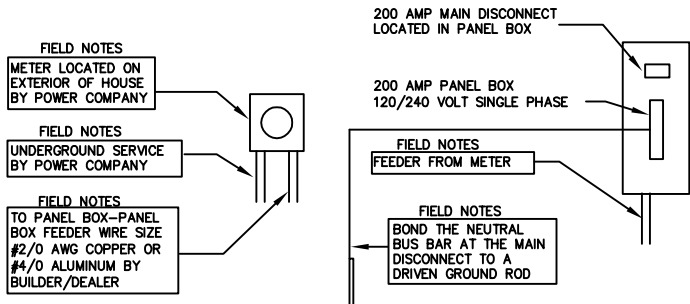 FIELD NOTES
METER LOCATED ON
EXTERIOR OF HOUSE
BY POWER COMPANY
FIELD NOTES
UNDERGROUND SERVICE
BY POWER COMPANY
FIELD NOTES
TO PANEL BOX-PANEL
BOX FEEDER WIRE SIZE
#2/0 AWG COPPER OR
#4/0 ALUMINUM BY
BUILDER/DEALER
200 AMP MAIN DISCONNECT
LOCATED IN PANEL BOX
200 AMP PANEL BOX
120/240 VOLT SINGLE PHASE
FIELD NOTES
FEEDER FROM METER
FIELD NOTES
BOND THE NEUTRAL
BUS BAR AT THE MAIN
DISCONNECT TO A
DRIVEN GROUND ROD